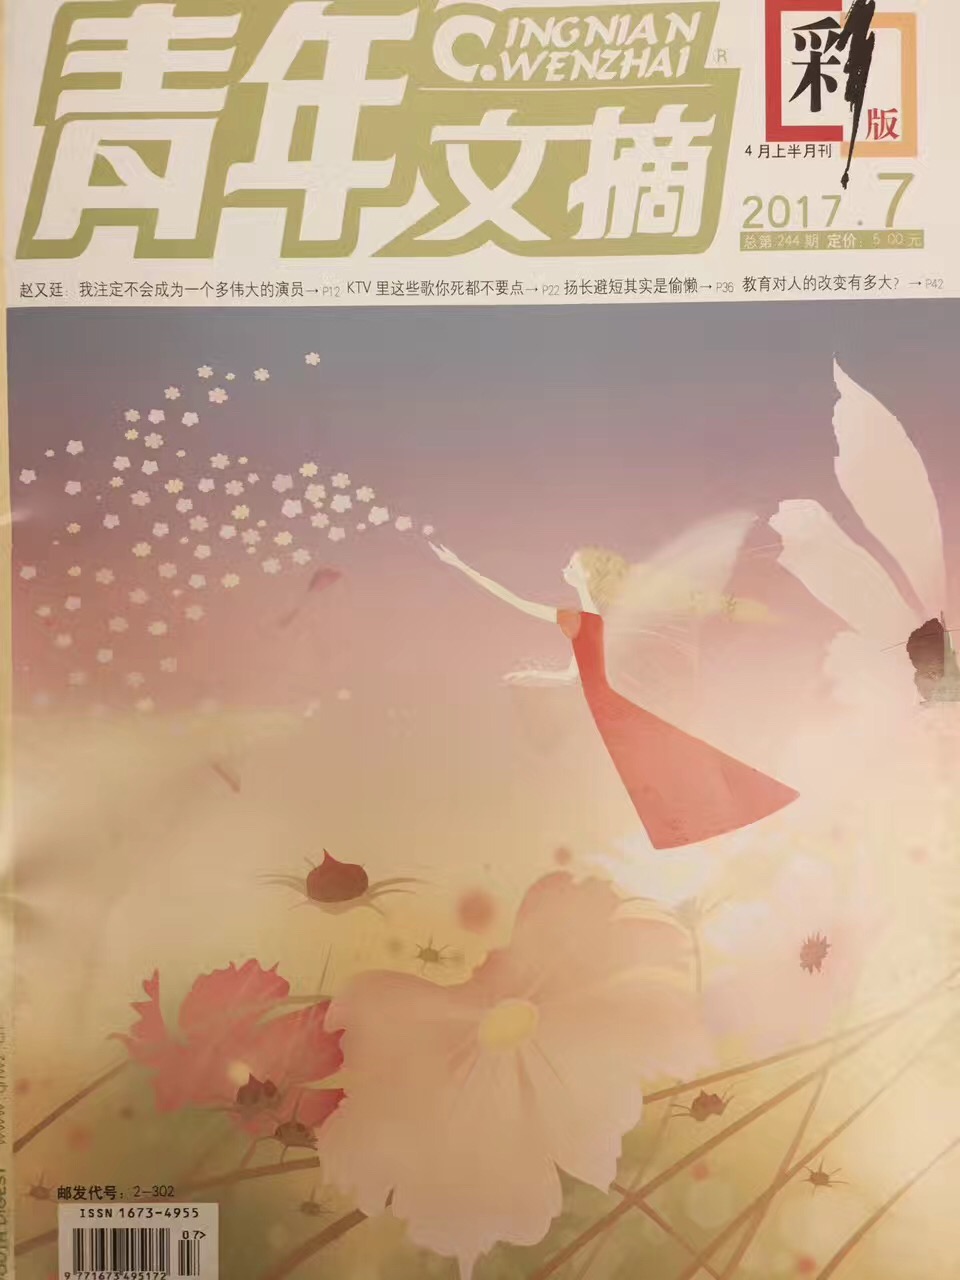 青年文摘
QINGNIAN
WENZHAI
®
彩版
4月上半月刊
2017.7
总第244期 定价：5.00元
赵又廷：我注定不会成为一个多伟大的演员→P12 KTV里这些歌你死都不要点→P22 扬长避短其实是偷懒→P36 教育对人的改变有多大？→P42
邮发代号：2-302
ISSN 1673-4955
07>
9 771673 495172